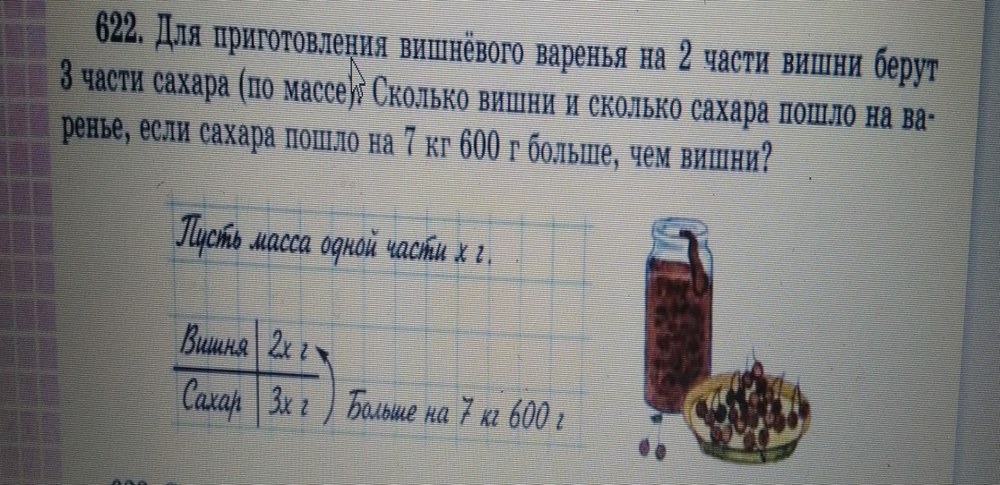 622. Для приготовления вишнёвого варенья на 2 части вишни берут
3 части сахара (по массе). Сколько вишни и сколько сахара пошло на ва-
ренье, если сахара пошло на 7 кг 600 г больше, чем вишни?
Пусть масса одной части x г.
Вишня 2x г
Сахар 3x г Больше на 7 кг 600 г